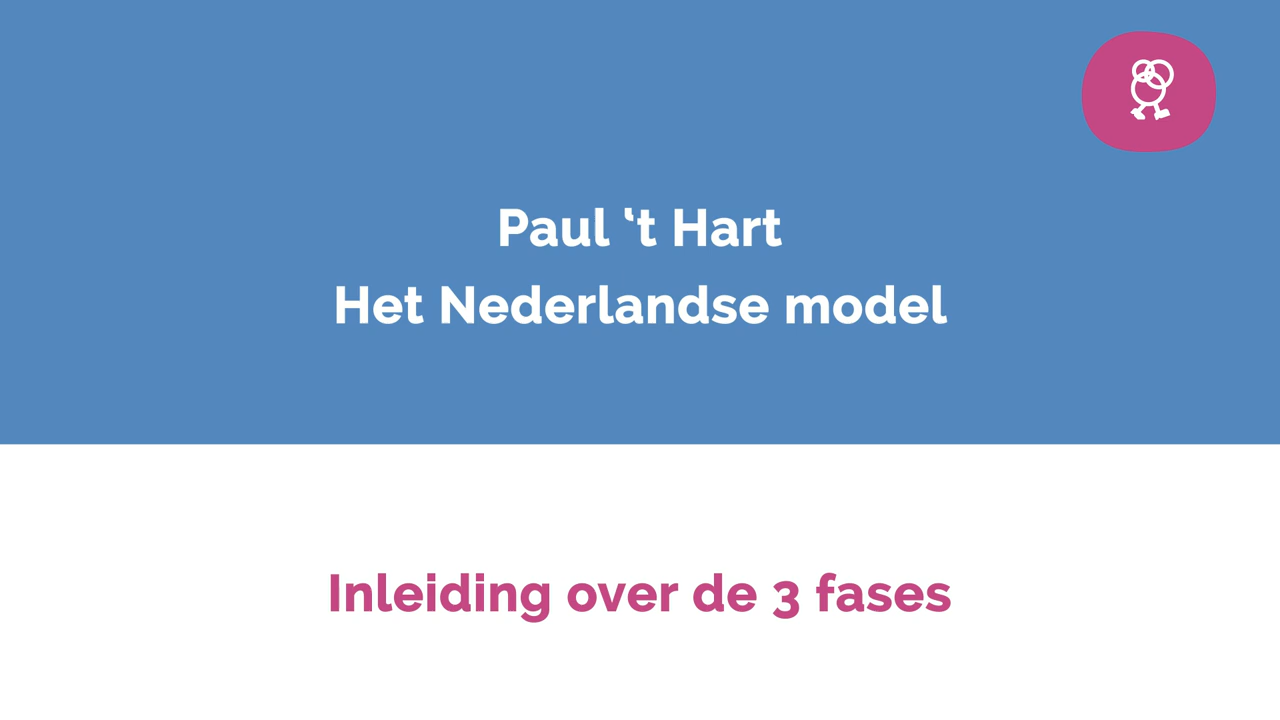 Paul ‛t Hart
Het Nederlandse model
Inleiding over de 3 fases